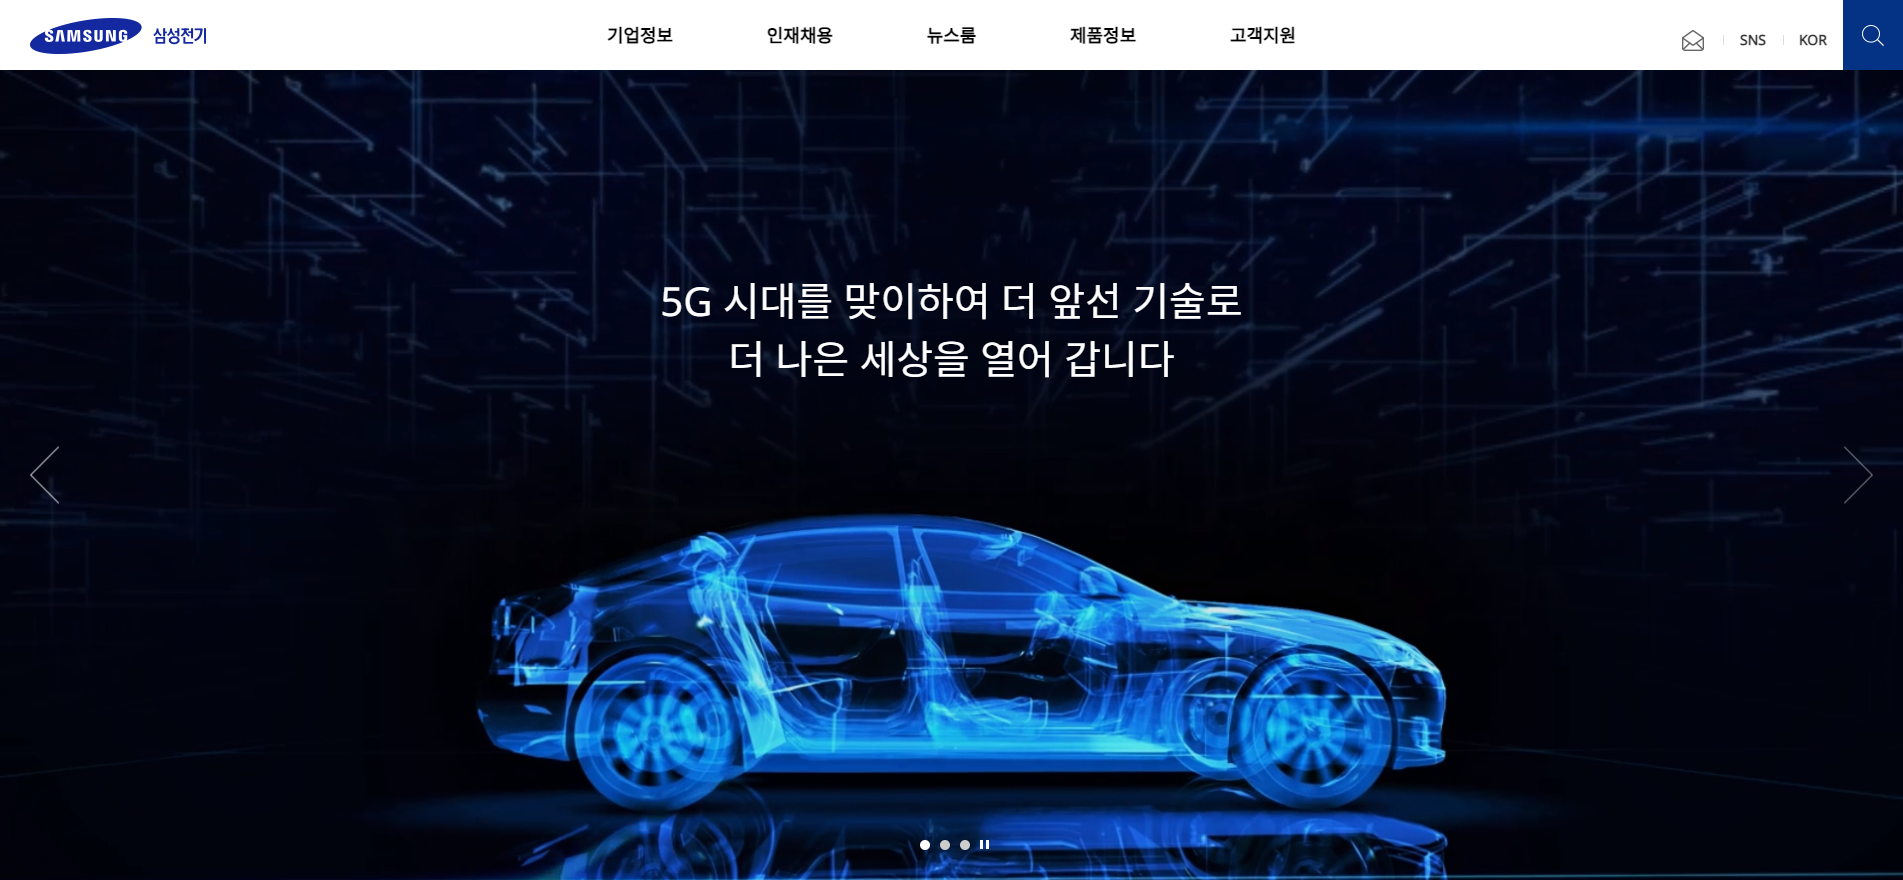 SAMSUNG 삼성전기
기업정보 인재채용 뉴스룸 제품정보 고객지원
SNS KOR
5G 시대를 맞이하여 더 앞선 기술로
더 나은 세상을 열어 갑니다